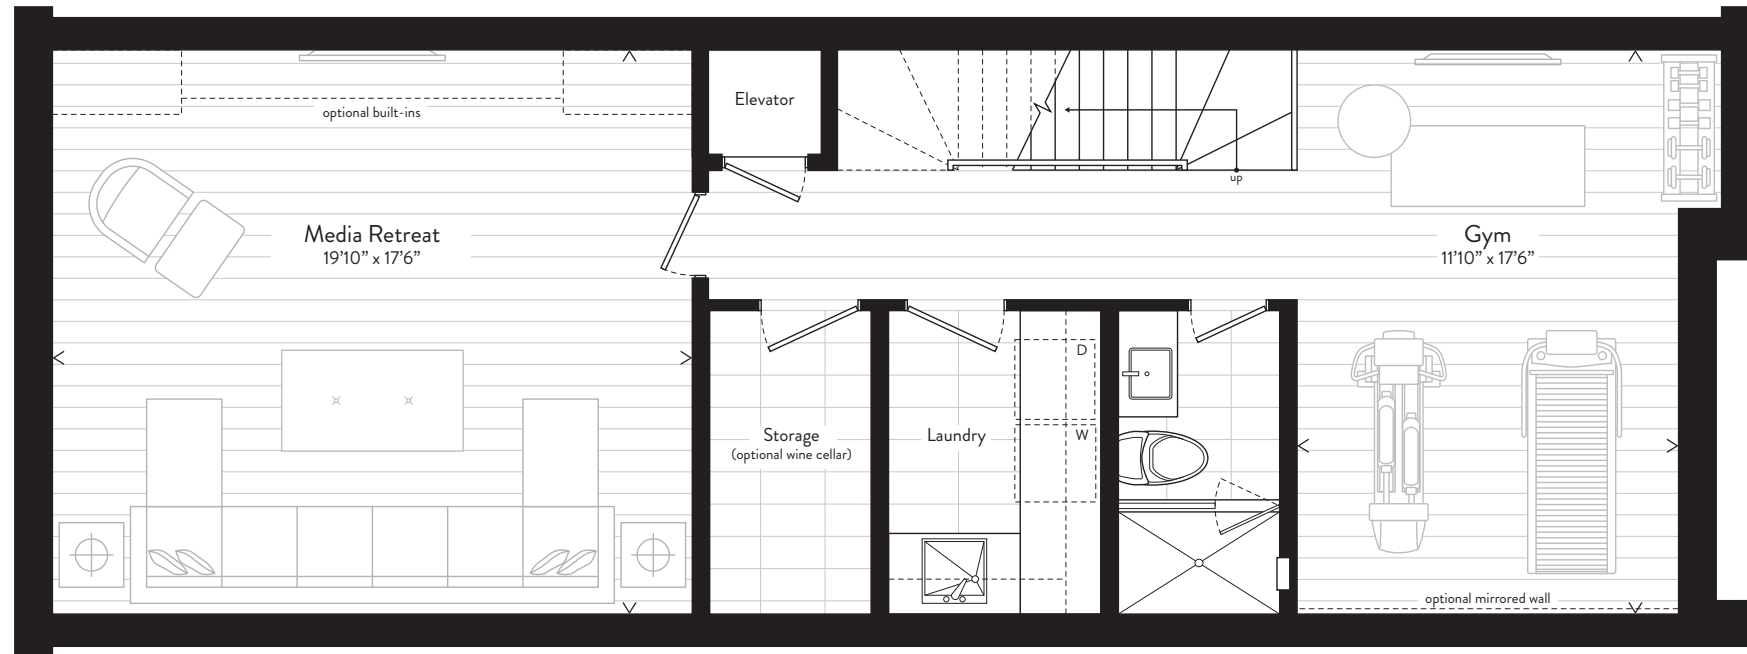 Elevator
optional built-ins
up
Media Retreat
19'10" x 17'6"
Gym
11'10" x 17'6"
D
W
Storage
(optional wine cellar)
Laundry
optional mirrored wall